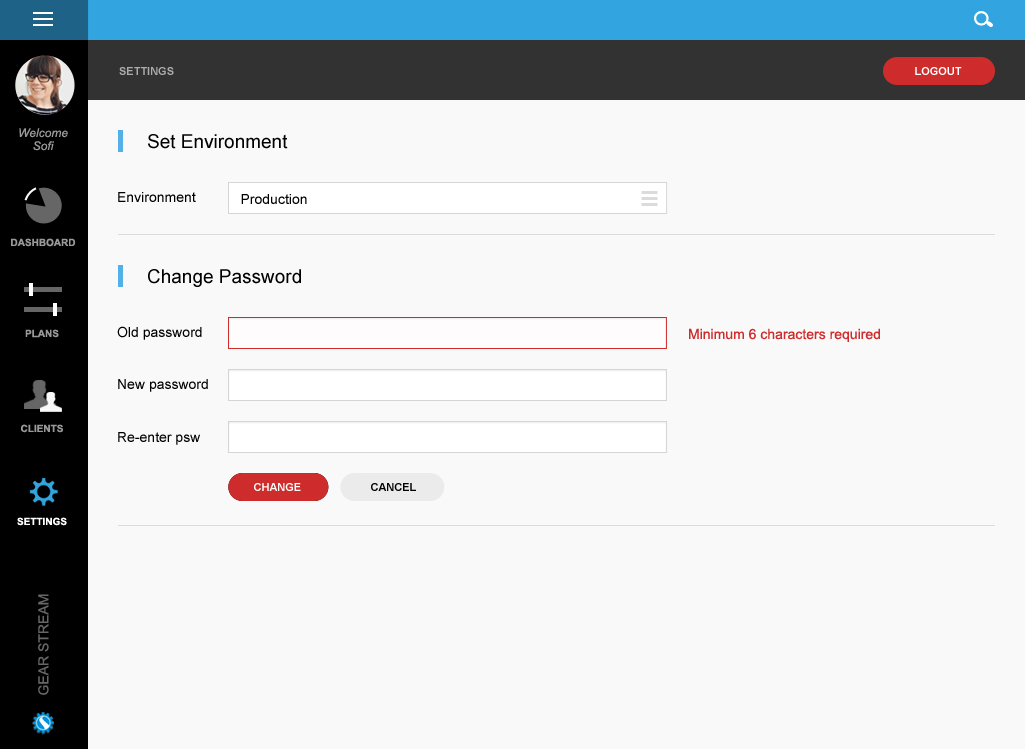 SETTINGS
LOGOUT
Welcome
Sofi
DASHBOARD
PLANS
CLIENTS
SETTINGS
GEAR STREAM
Set Environment
Environment
Production
Change Password
Old password
Minimum 6 characters required
New password
Re-enter psw
CHANGE
CANCEL